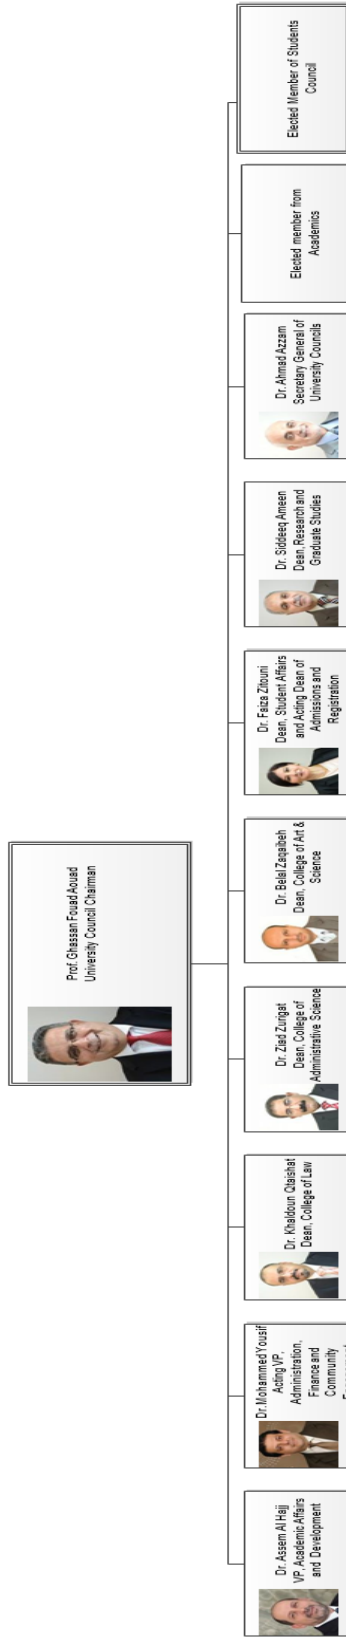 Prof. Ghassan Fouad Aouad
University Council Chairman
Dr. Assem Al Hajj
VP, Academic Affairs
and Development
Dr. Mohammed Yousif
Acting VP,
Administration,
Finance and
Community
Dr. Khaldoun Qtaishat
Dean, College of Law
Dr. Ziad Zurigat
Dean, College of
Administrative Science
Dr. Belal Zaqaibeh
Dean, College of Art &
Science
Dr. Faiza Zitouni
Dean, Student Affairs
and Acting Dean of
Admissions and
Registration
Dr. Siddeeq Ameen
Dean, Research and
Graduate Studies
Dr. Ahmad Azzam
Secretary General of
University Councils
Elected member from
Academics
Elected Member of Students
Council